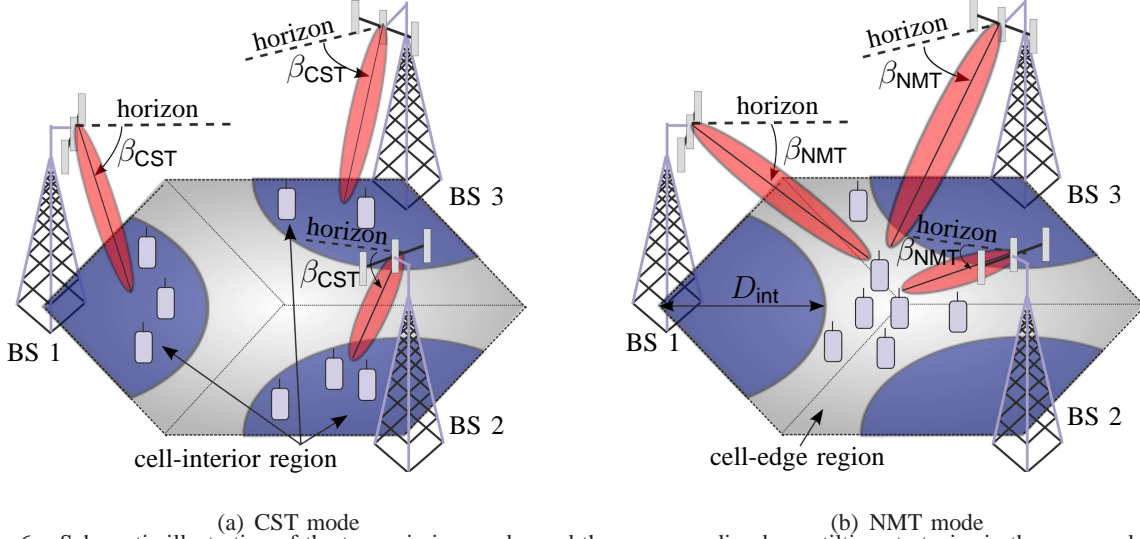 horizon
β_CST
horizon
β_CST
BS 3
horizon
β_CST
BS 1
BS 2
cell-interior region
(a) CST mode
horizon
β_NMT
horizon
β_NMT
BS 3
horizon
β_NMT
D_int
BS 1
BS 2
cell-edge region
(b) NMT mode